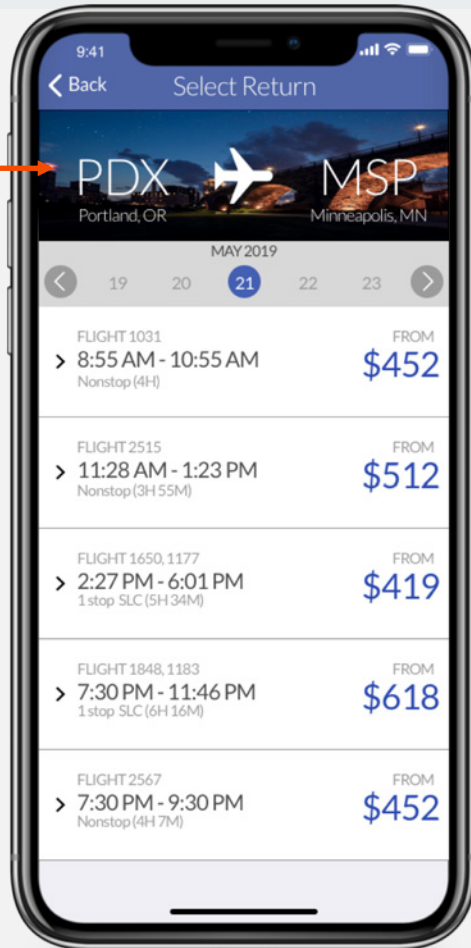 9:41
Back Select Return
PDX MSP
Portland, OR Minneapolis, MN
MAY 2019
19 20 21 22 23
FLIGHT 1031 FROM
8:55 AM - 10:55 AM $452
Nonstop (4H)
FLIGHT 2515 FROM
11:28 AM - 1:23 PM $512
Nonstop (3H 55M)
FLIGHT 1650, 1177 FROM
2:27 PM - 6:01 PM $419
1 stop SLC (5H 34M)
FLIGHT 1848, 1183 FROM
7:30 PM - 11:46 PM $618
1 stop SLC (6H 16M)
FLIGHT 2567 FROM
7:30 PM - 9:30 PM $452
Nonstop (4H 7M)